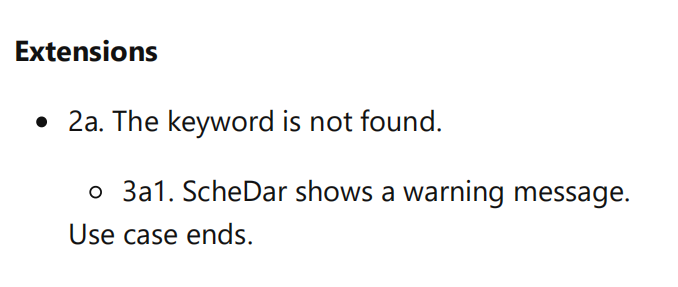 Extensions
• 2a. The keyword is not found.
○ 3a1. ScheDar shows a warning message.
Use case ends.